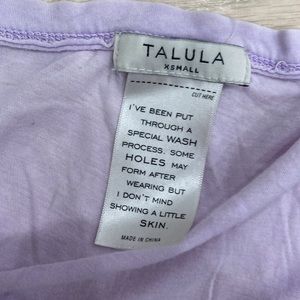 TALULA
XSMALL
CUT HERE
I'VE BEEN PUT
THROUGH A
SPECIAL WASH
PROCESS. SOME
HOLES MAY
FORM AFTER
WEARING BUT
I DON'T MIND
SHOWING A LITTLE
SKIN.
MADE IN CHINA